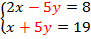 2x − 5y = 8
x + 5y = 19